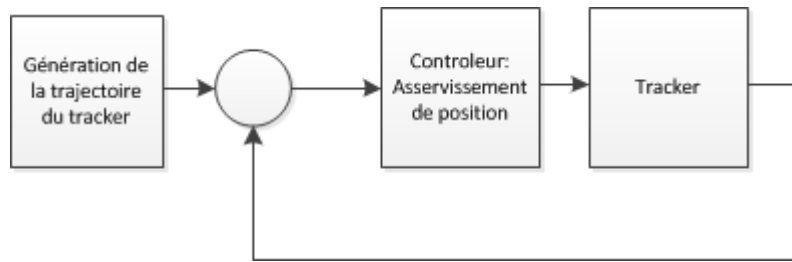 Génération de
la trajectoire
du tracker
Controleur:
Asservissement
de position
Tracker